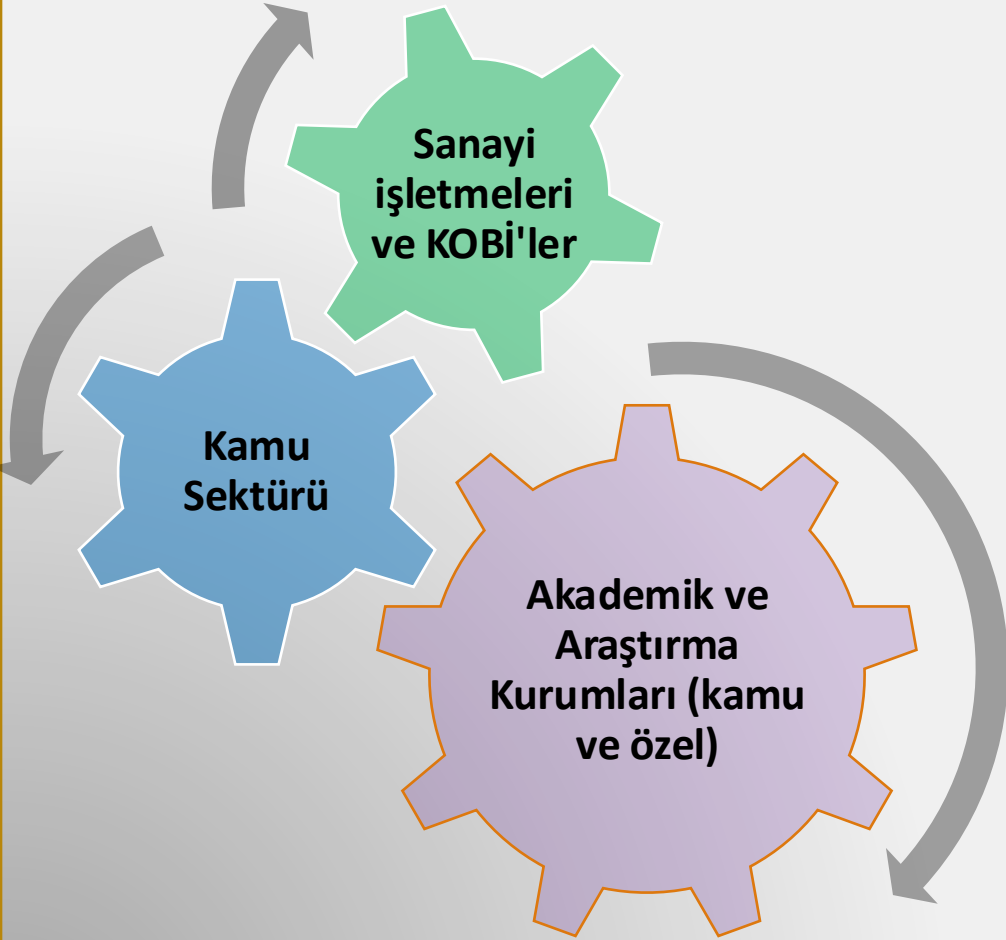 Sanayi
işletmeleri
ve KOBİ'ler
Kamu
Sektürü
Akademik ve
Araştırma
Kurumları (kamu
ve özel)